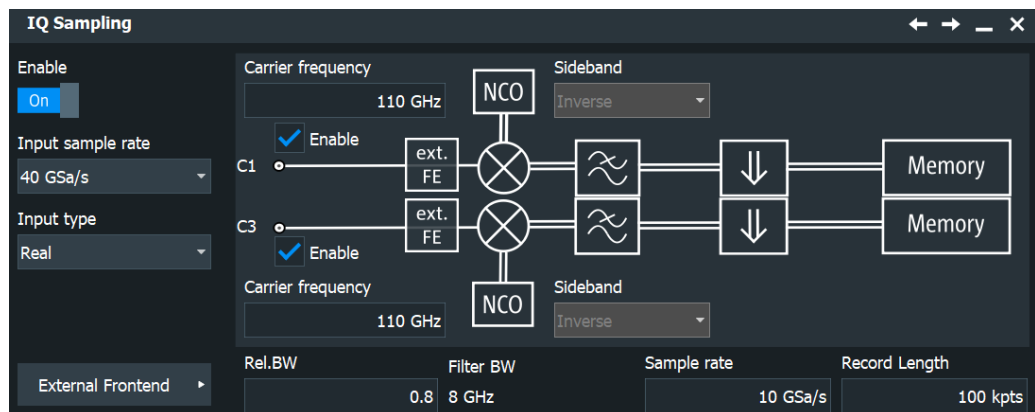 IQ Sampling
Enable
On
Input sample rate
40 GSa/s
Input type
Real
External Frontend
Carrier frequency
110 GHz
Enable
NCO
Sideband
Inverse
C1
ext.
FE
Memory
C3
ext.
FE
Memory
Enable
Carrier frequency
110 GHz
NCO
Sideband
Inverse
Rel.BW
0.8
Filter BW
8 GHz
Sample rate
10 GSa/s
Record Length
100 kpts